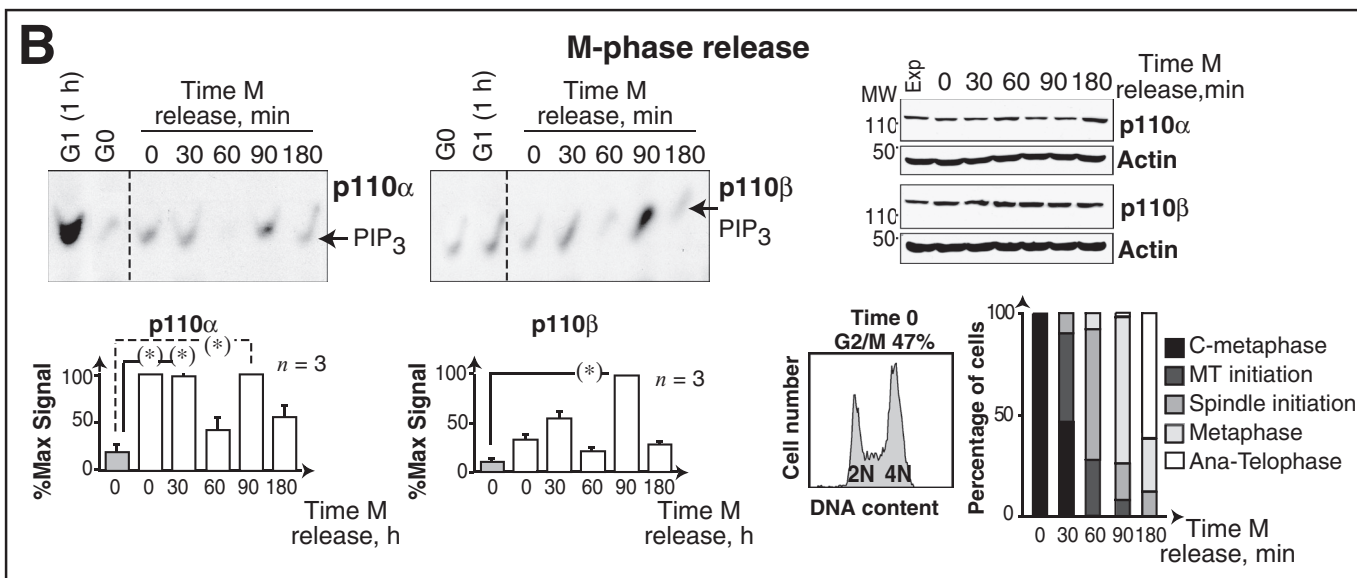 B
M-phase release
G1 (1 h)
G0
Time M
release, min
0 30 60 90 180
p110α
PIP3
G0
G1 (1 h)
Time M
release, min
0 30 60 90 180
p110β
PIP3
MW
Exp
0 30 60 90 180
Time M
release,min
110
p110α
50
Actin
110
p110β
50
Actin
p110α
(*) (*) (*)
n = 3
%Max Signal
100
50
0
0 0 30 60 90 180
Time M
release, h
p110β
(*)
n = 3
%Max Signal
100
50
0
0 0 30 60 90 180
Time M
release, h
Time 0
G2/M 47%
Cell number
2N 4N
DNA content
Percentage of cells
100
50
0
0 30 60 90 180
Time M
release, min
C-metaphase
MT initiation
Spindle initiation
Metaphase
Ana-Telophase